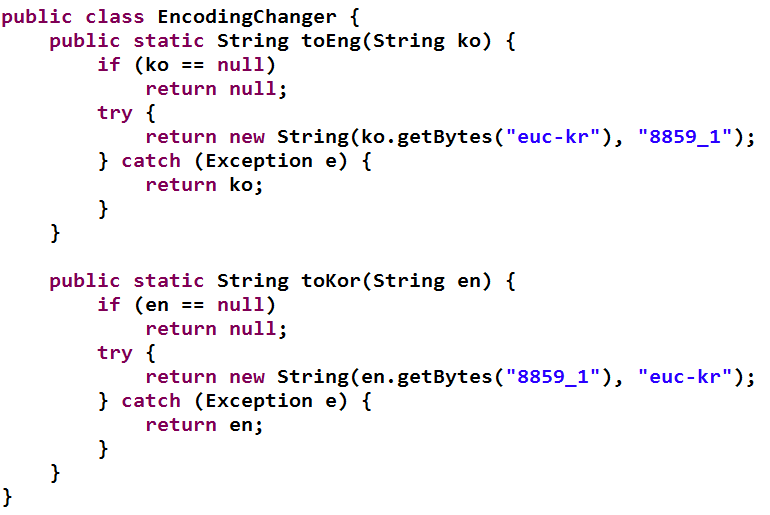 public class EncodingChanger {
    public static String toEng(String ko) {
        if (ko == null)
            return null;
        try {
            return new String(ko.getBytes("euc-kr"), "8859_1");
        } catch (Exception e) {
            return ko;
        }
    }

    public static String toKor(String en) {
        if (en == null)
            return null;
        try {
            return new String(en.getBytes("8859_1"), "euc-kr");
        } catch (Exception e) {
            return en;
        }
    }
}